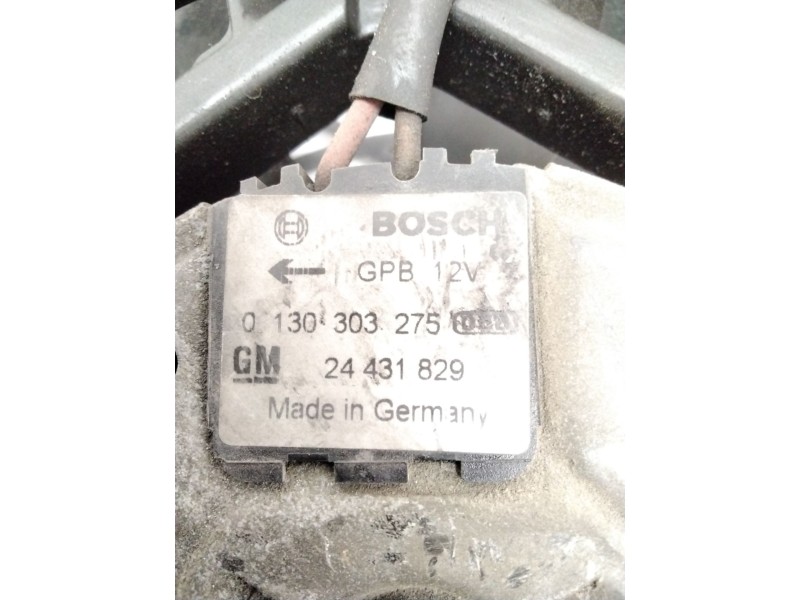 BOSCH
GPB 12V
0 130 303 275
GM 24 431 829
Made in Germany